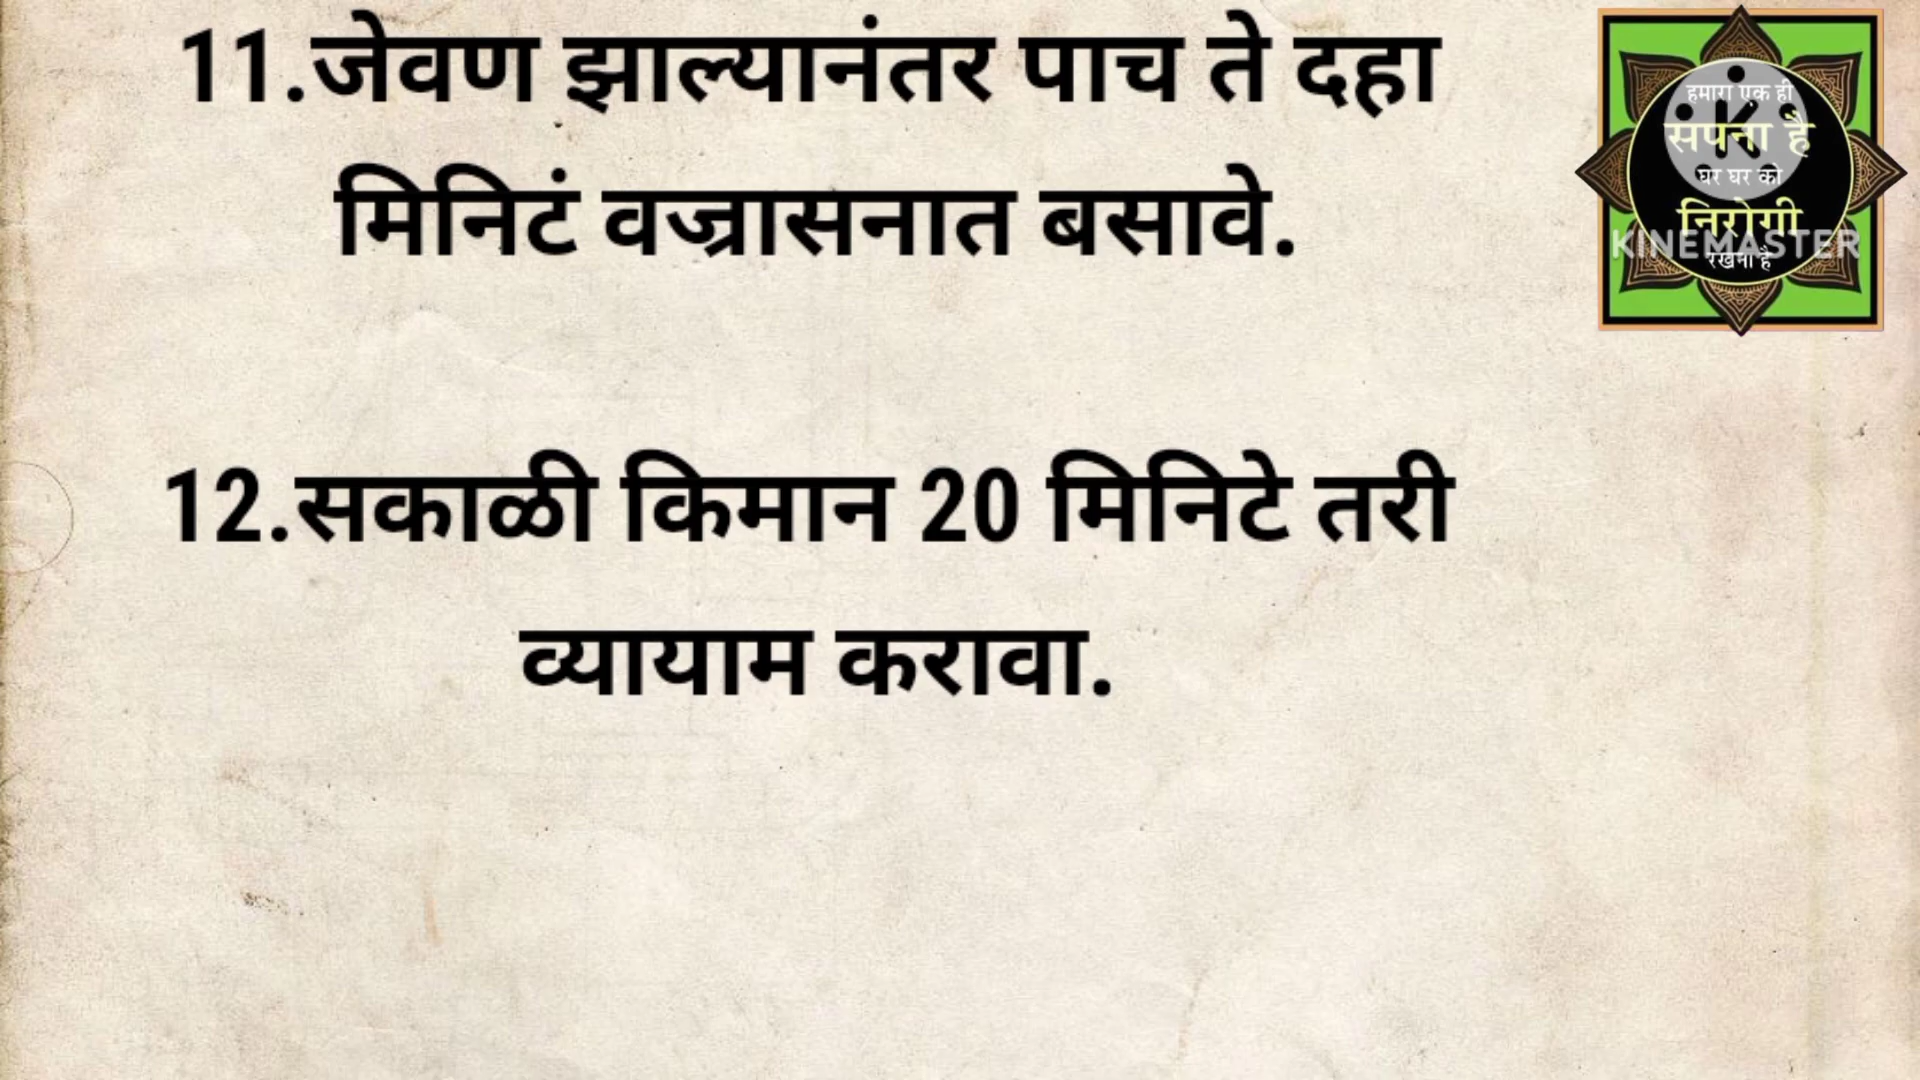 11.जेवण झाल्यानंतर पाच ते दहा
मिनिटं वज्रासनात बसावे.
12.सकाळी किमान 20 मिनिटे तरी
व्यायाम करावा.
हमारा एक ही
सपना है
घर घर को
निरोगी
रखना है
KINEMASTER